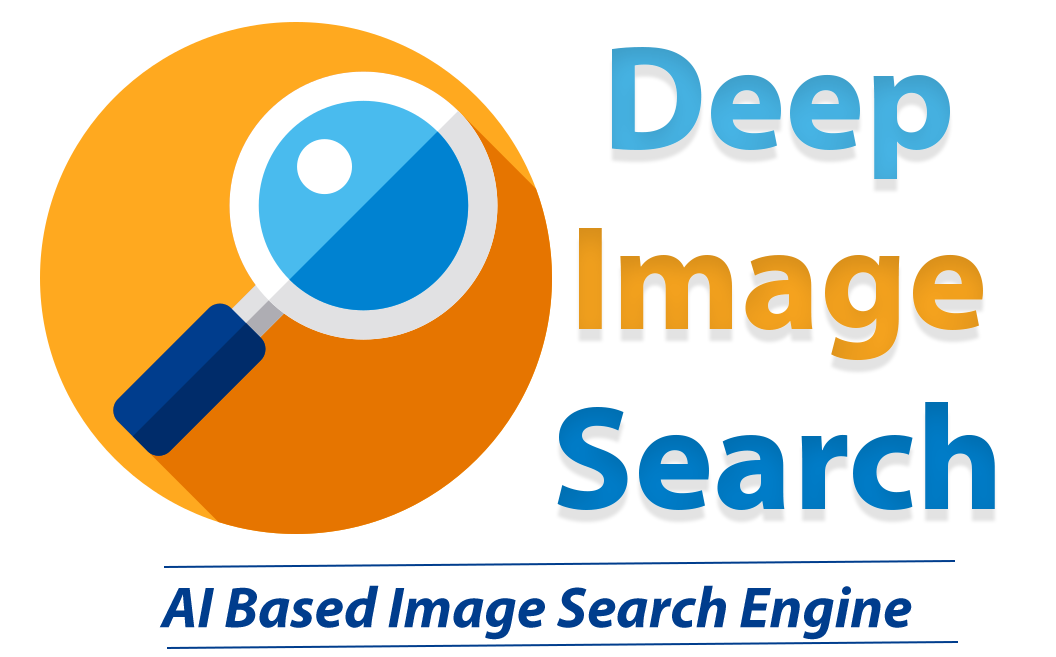 Deep
Image
Search
AI Based Image Search Engine